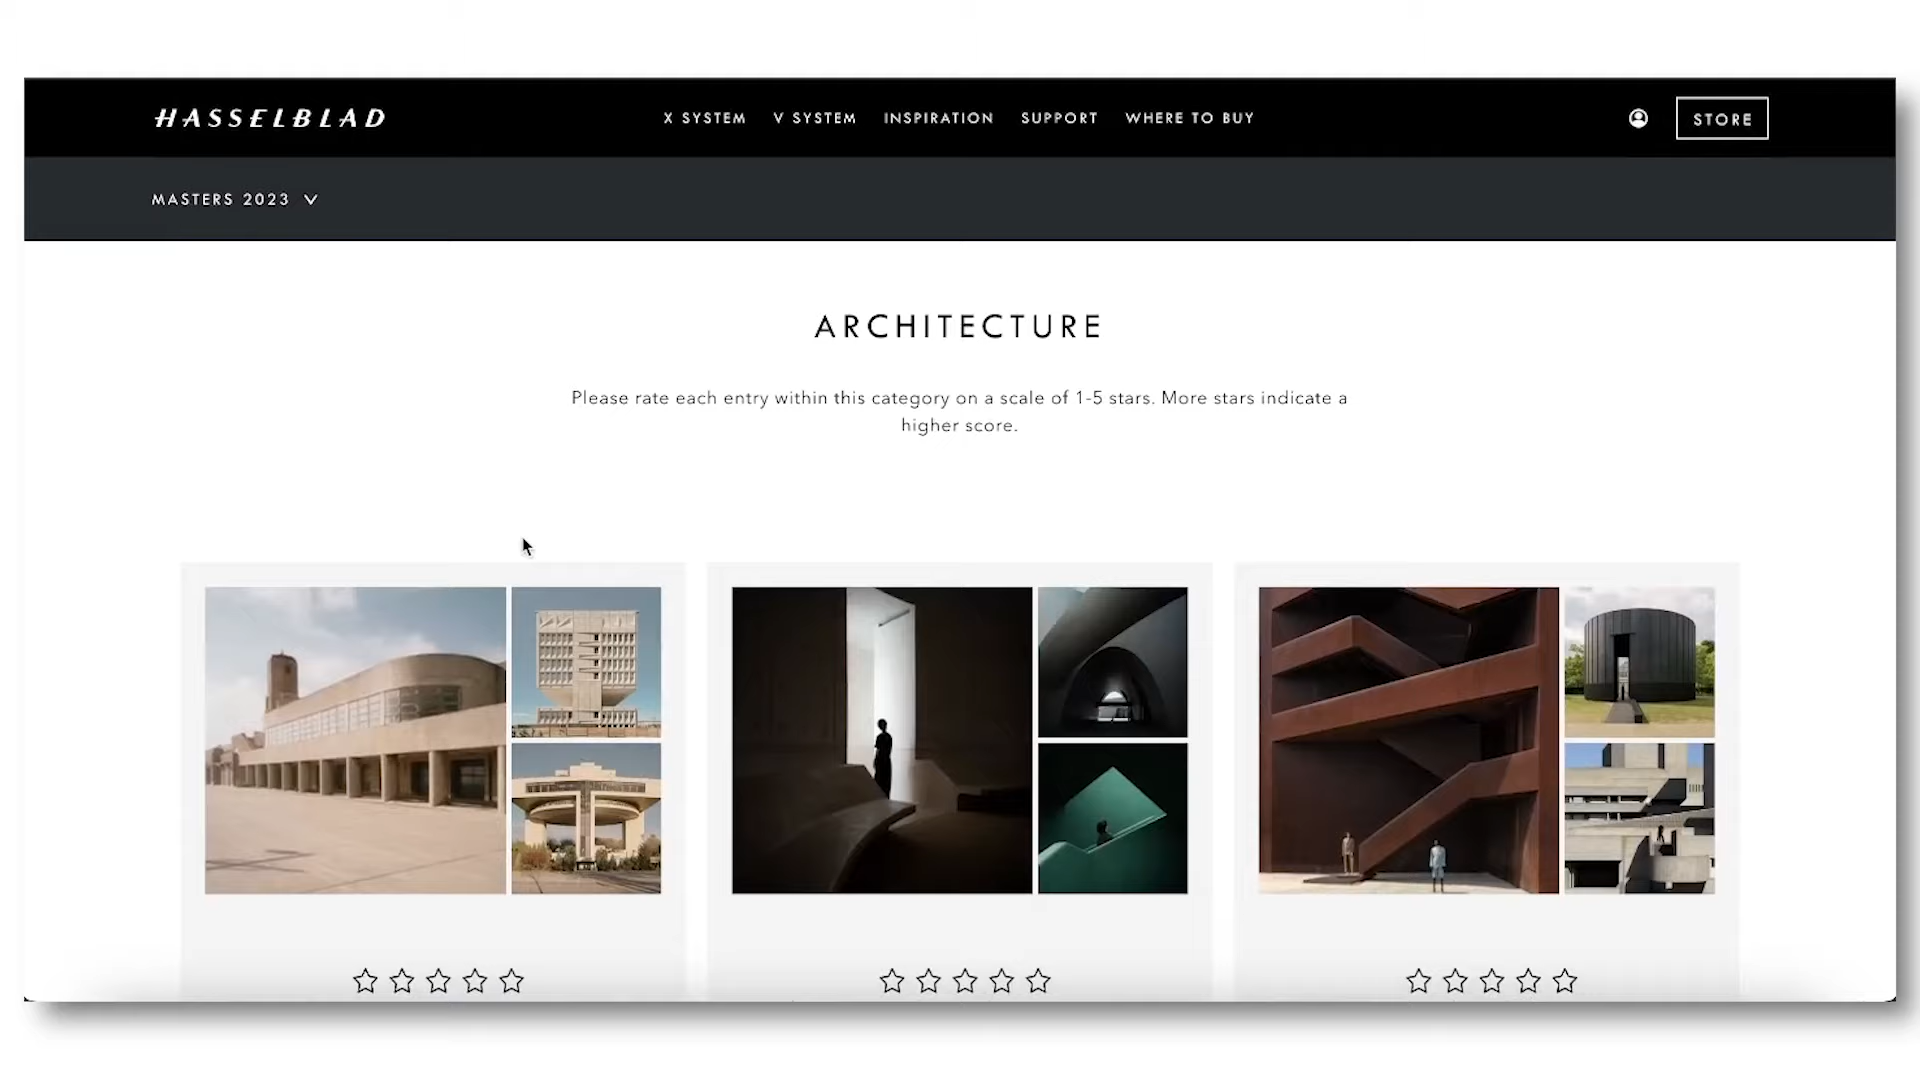 HASSELBLAD
X SYSTEM
V SYSTEM
INSPIRATION
SUPPORT
WHERE TO BUY
STORE
MASTERS 2023
ARCHITECTURE
Please rate each entry within this category on a scale of 1-5 stars. More stars indicate a
higher score.